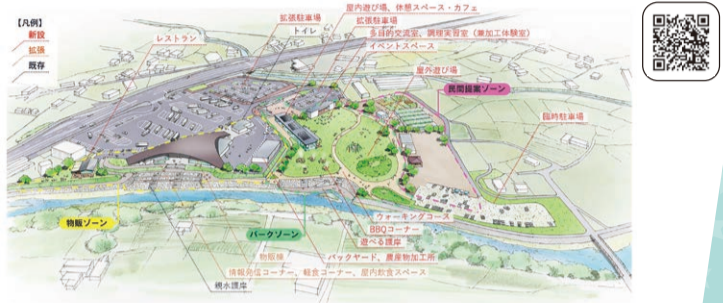 【凡例】
新設
拡張
既存
レストラン
拡張駐車場
トイレ
屋内遊び場、休憩スペース・カフェ
拡張駐車場
多目的交流室、調理実習室（兼加工体験室）
イベントスペース
屋外遊び場
民間提案ゾーン
臨時駐車場
物販ゾーン
パークゾーン
ウォーキングコース
BBQコーナー
遊べる護岸
物販棟
バックヤード、農産物加工所
情報発信コーナー、軽食コーナー、屋内飲食スペース
親水護岸